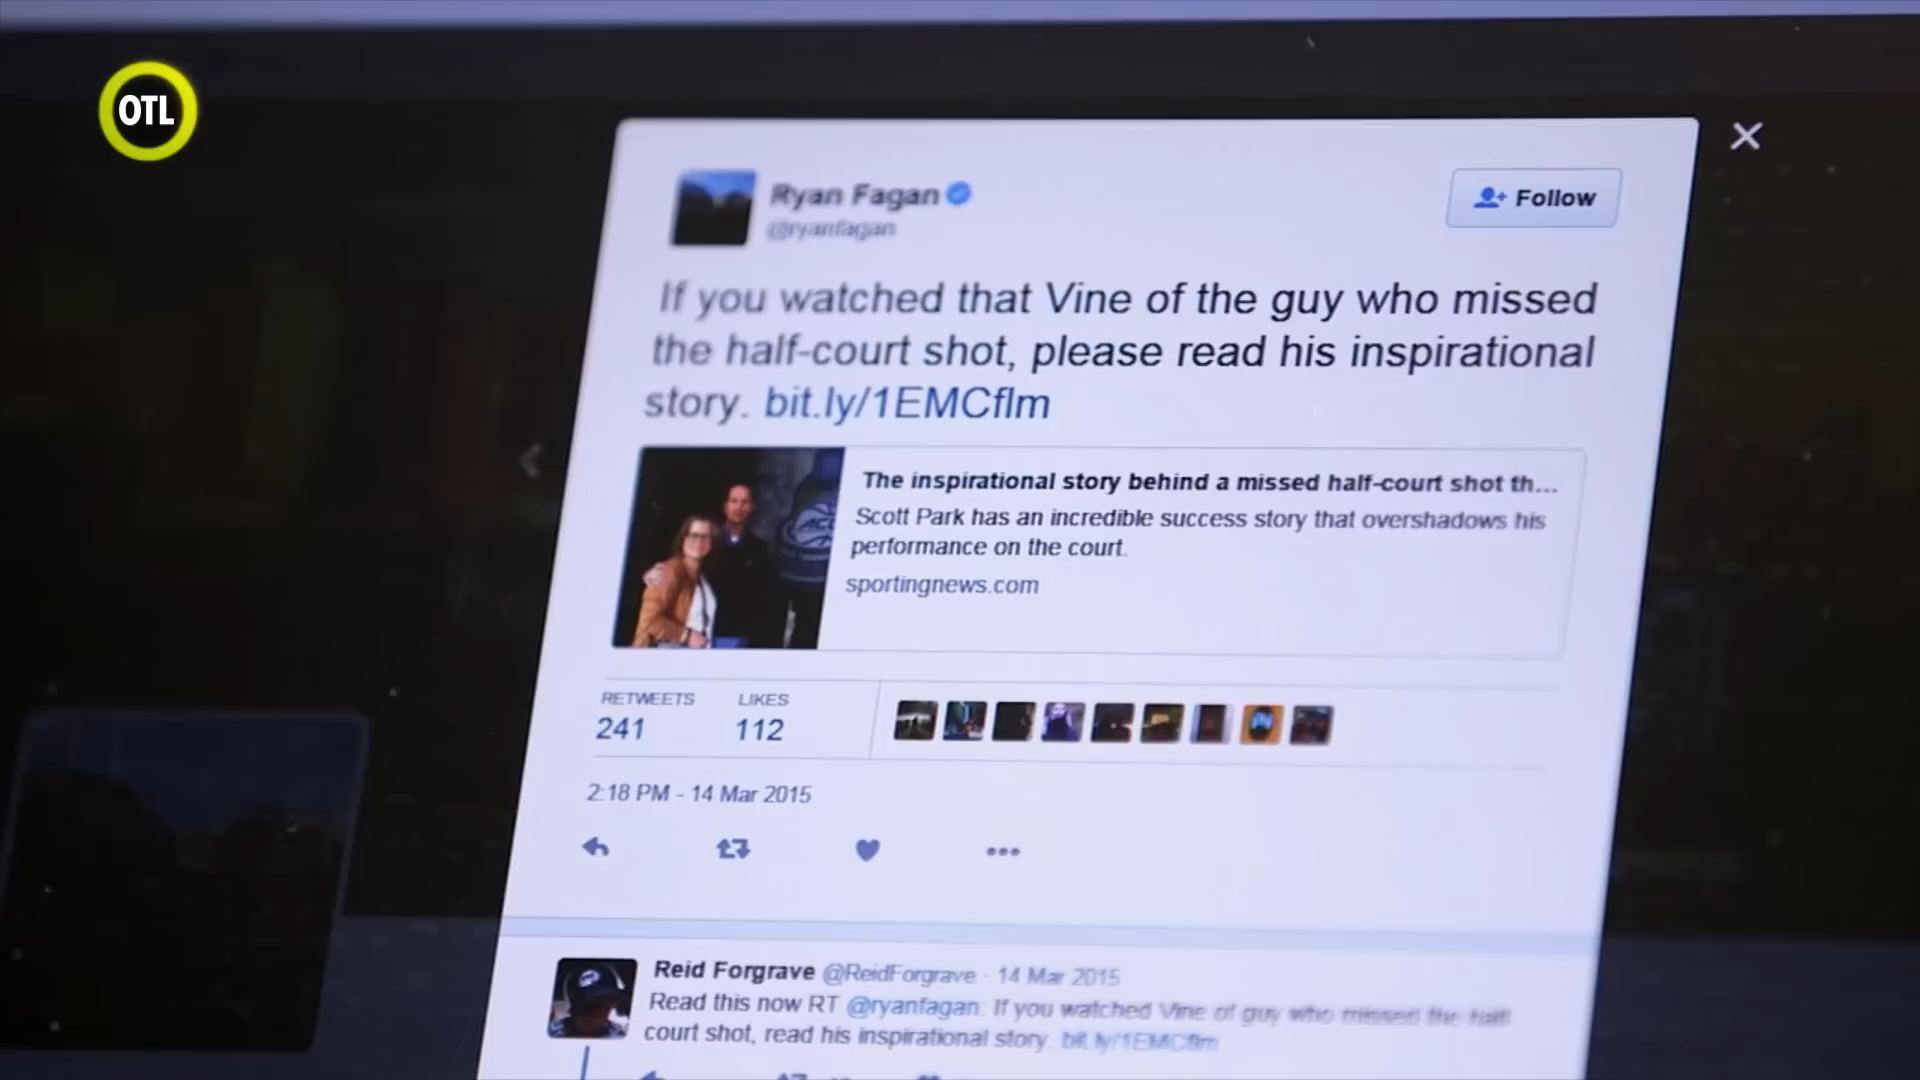 OTL
Ryan Fagan
@ryanfagan
Follow
If you watched that Vine of the guy who missed
the half-court shot, please read his inspirational
story. bit.ly/1EMCflm
The inspirational story behind a missed half-court shot th...
Scott Park has an incredible success story that overshadows his
performance on the court.
sportingnews.com
ACC
RETWEETS LIKES
241 112
2:18 PM - 14 Mar 2015
Reid Forgrave @ReidForgrave · 14 Mar 2015
Read this now RT @ryanfagan: If you watched Vine of guy who missed the half
court shot, read his inspirational story. bit.ly/1EMCflm